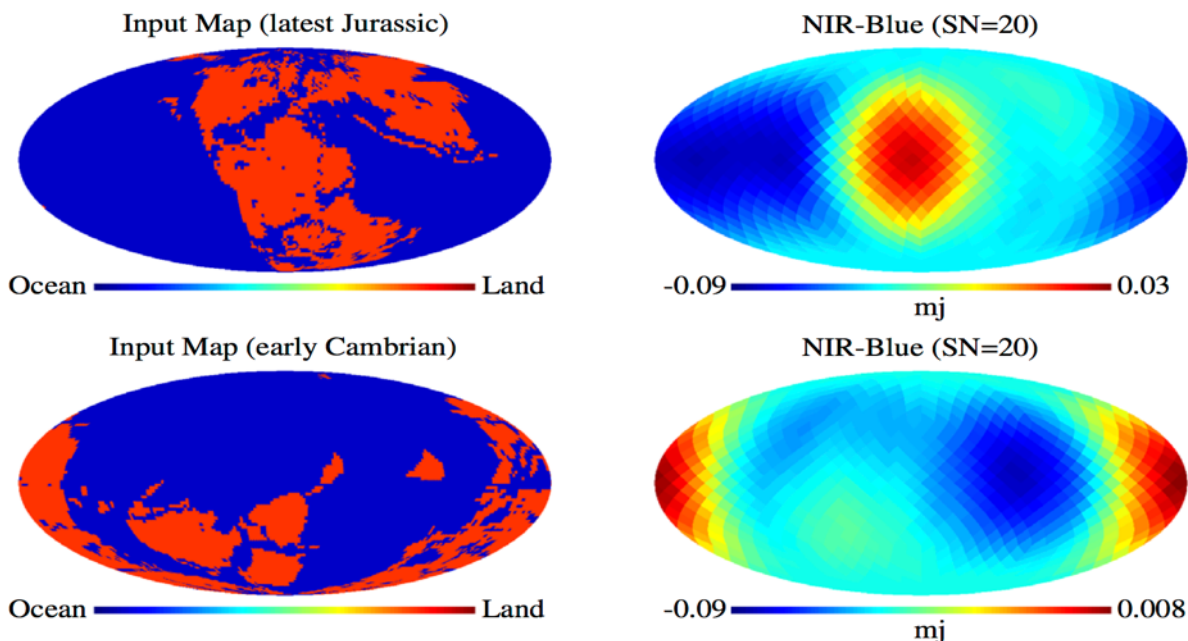 Input Map (latest Jurassic)
NIR-Blue (SN=20)
Ocean
Land
-0.09
0.03
mj
Input Map (early Cambrian)
NIR-Blue (SN=20)
Ocean
Land
-0.09
0.008
mj